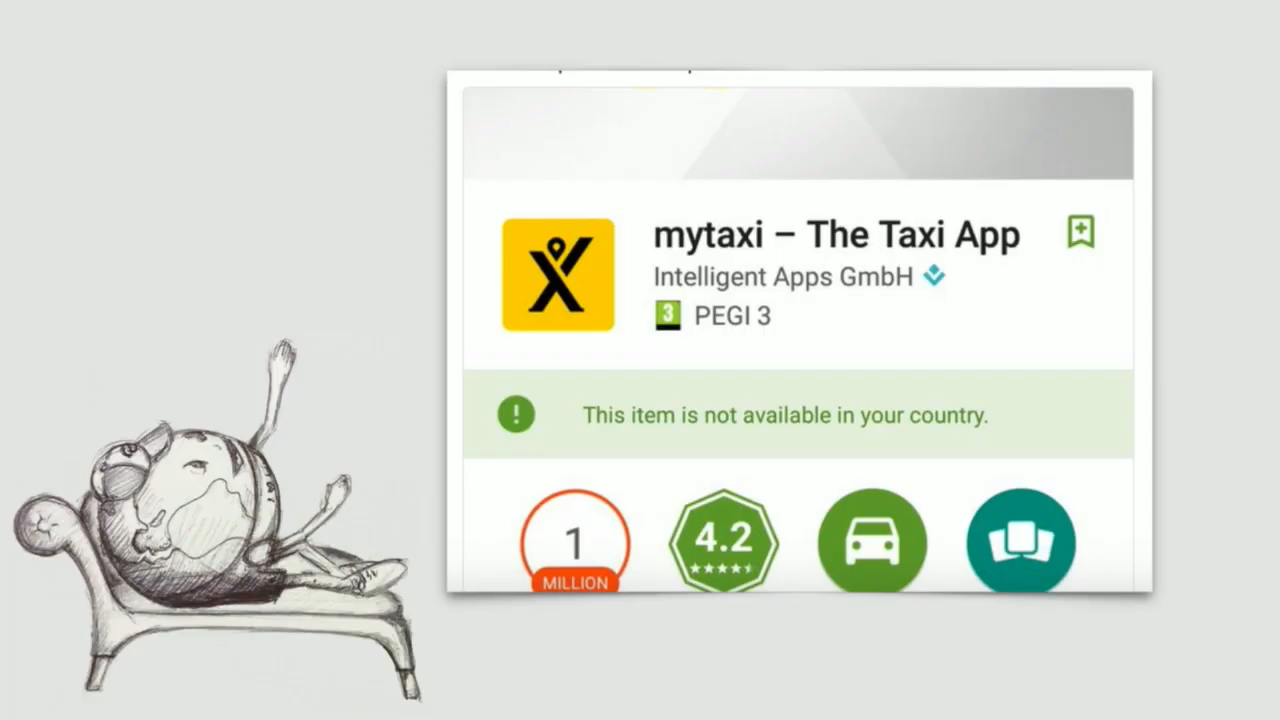 mytaxi – The Taxi App
Intelligent Apps GmbH
3 PEGI 3
! This item is not available in your country.
1
MILLION
4.2